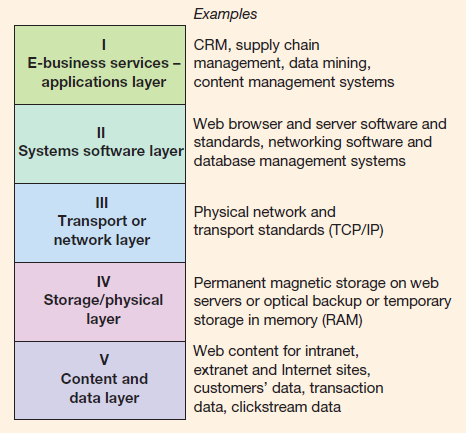 Examples
I
E-business services –
applications layer
CRM, supply chain
management, data mining,
content management systems
II
Systems software layer
Web browser and server software and
standards, networking software and
database management systems
III
Transport or
network layer
Physical network and
transport standards (TCP/IP)
IV
Storage/physical
layer
Permanent magnetic storage on web
servers or optical backup or temporary
storage in memory (RAM)
V
Content and
data layer
Web content for intranet,
extranet and Internet sites,
customers’ data, transaction
data, clickstream data